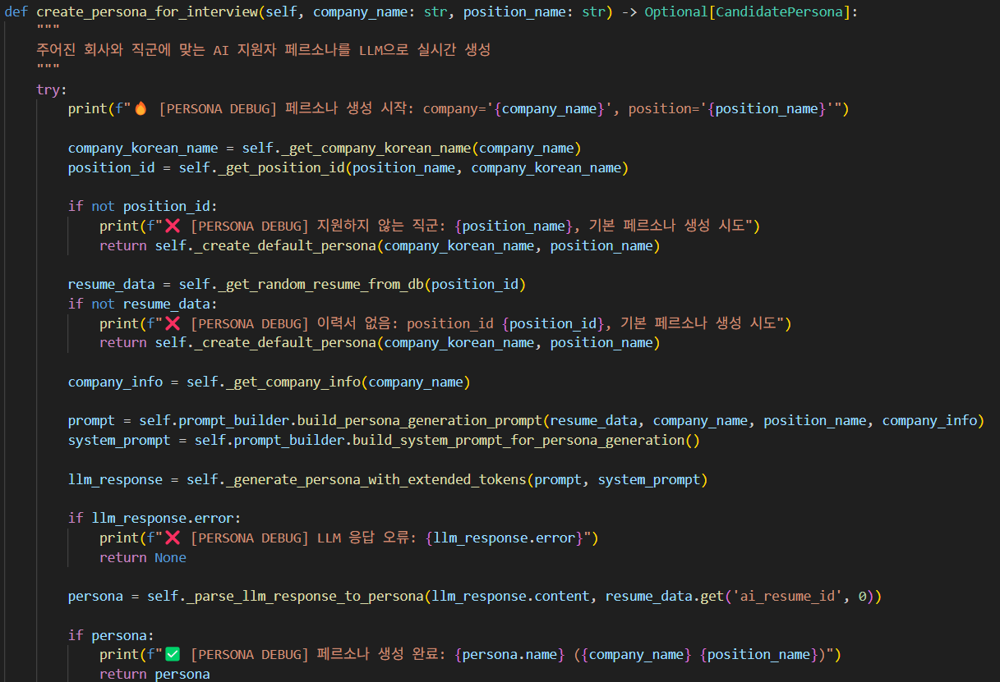 def create_persona_for_interview(self, company_name: str, position_name: str) -> Optional[CandidatePersona]:
"""
주어진 회사와 직군에 맞는 AI 지원자 페르소나를 LLM으로 실시간 생성
"""
try:
print(f"🔥 [PERSONA DEBUG] 페르소나 생성 시작: company='{company_name}', position='{position_name}'")
company_korean_name = self._get_company_korean_name(company_name)
position_id = self._get_position_id(position_name, company_korean_name)
if not position_id:
print(f"❌ [PERSONA DEBUG] 지원하지 않는 직군: {position_name}, 기본 페르소나 생성 시도")
return self._create_default_persona(company_korean_name, position_name)
resume_data = self._get_random_resume_from_db(position_id)
if not resume_data:
print(f"❌ [PERSONA DEBUG] 이력서 없음: position_id {position_id}, 기본 페르소나 생성 시도")
return self._create_default_persona(company_korean_name, position_name)
company_info = self._get_company_info(company_name)
prompt = self.prompt_builder.build_persona_generation_prompt(resume_data, company_name, position_name, company_info)
system_prompt = self.prompt_builder.build_system_prompt_for_persona_generation()
llm_response = self._generate_persona_with_extended_tokens(prompt, system_prompt)
if llm_response.error:
print(f"❌ [PERSONA DEBUG] LLM 응답 오류: {llm_response.error}")
return None
persona = self._parse_llm_response_to_persona(llm_response.content, resume_data.get('ai_resume_id', 0))
if persona:
print(f"✅ [PERSONA DEBUG] 페르소나 생성 완료: {persona.name} ({company_name} {position_name})")
return persona